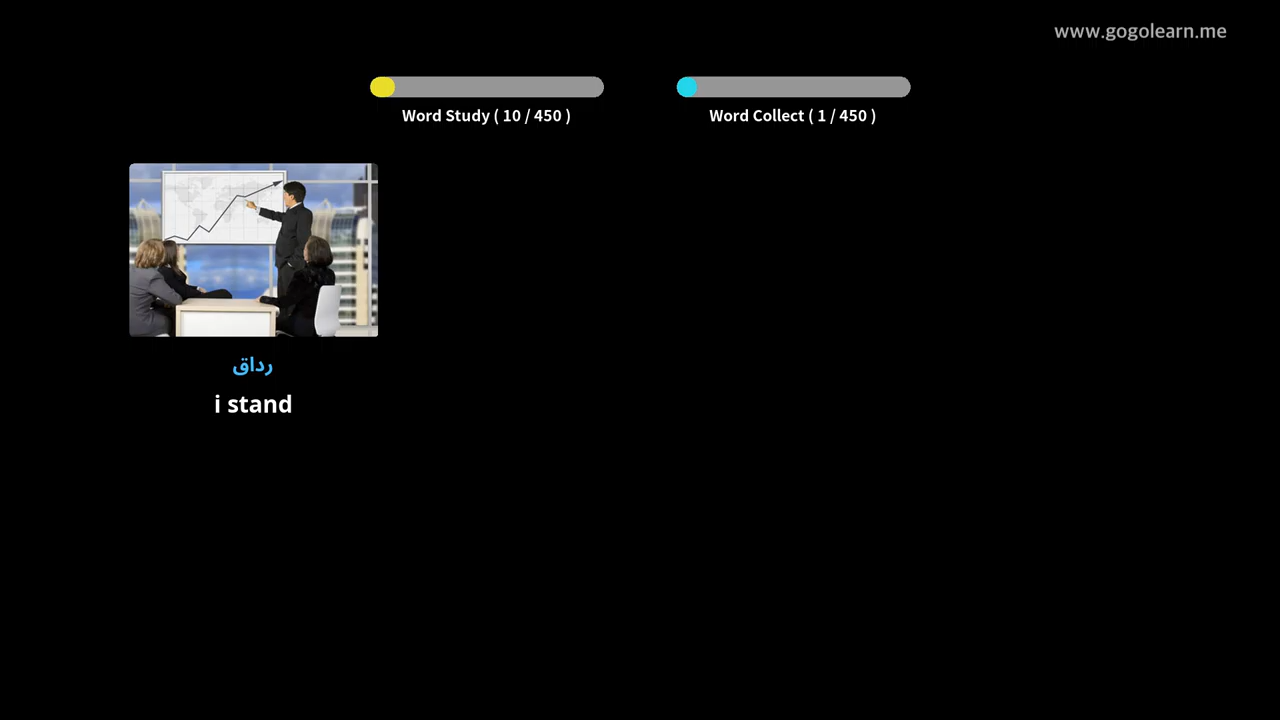 www.gogolearn.me
Word Study ( 10 / 450 )
Word Collect ( 1 / 450 )
رداق
i stand